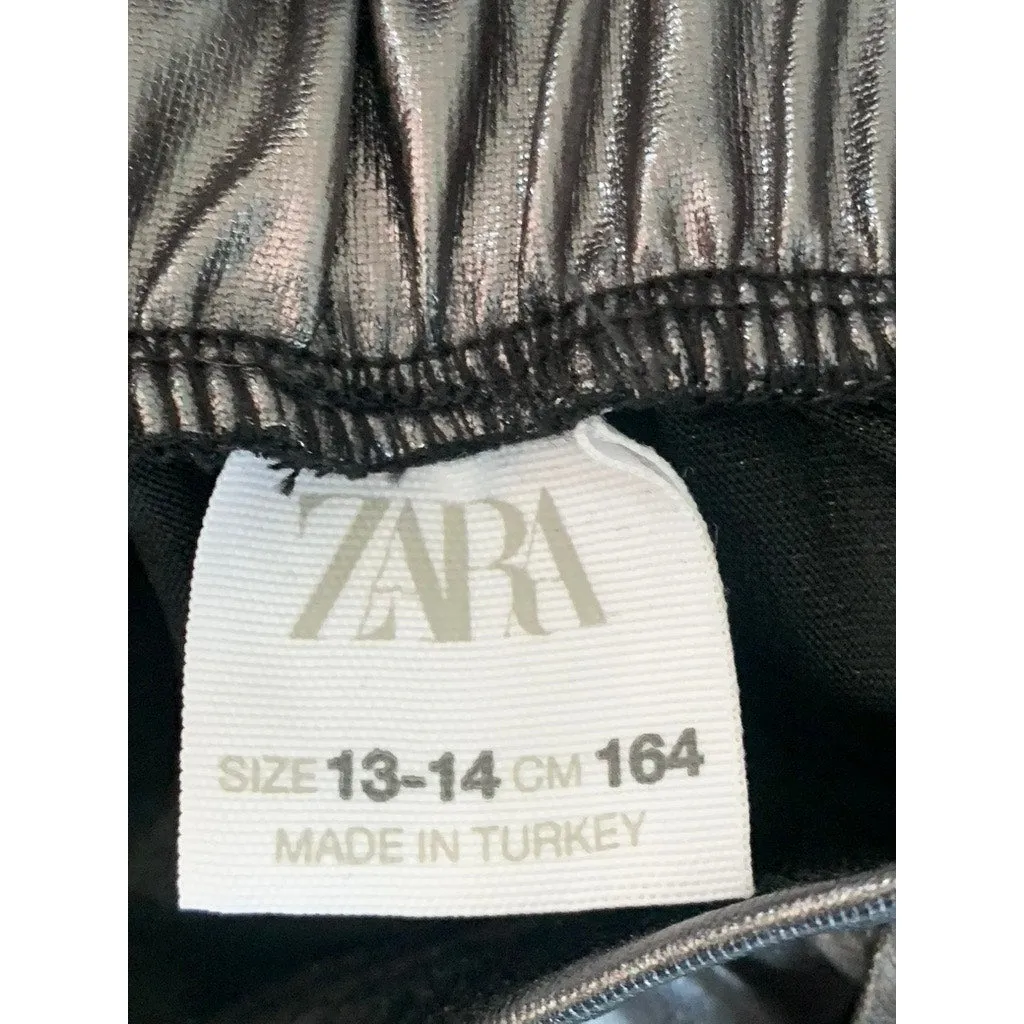 ZARA
SIZE 13-14 CM 164
MADE IN TURKEY